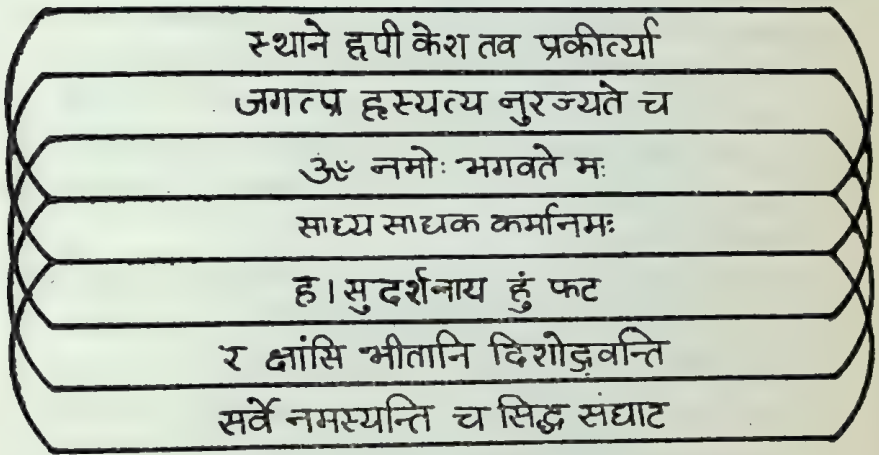 स्थाने हृपी केश तव प्रकीर्त्या
जगत्प्र हृस्यत्य नुरज्यते च
ॐ नमोः भगवते मः
साध्य साधक कर्मानमः
ह। सुदर्शनाय हुं फट
र क्षांसि भीतानि दिशोद्रवन्ति
सर्वे नमस्यन्ति च सिद्ध संघाट